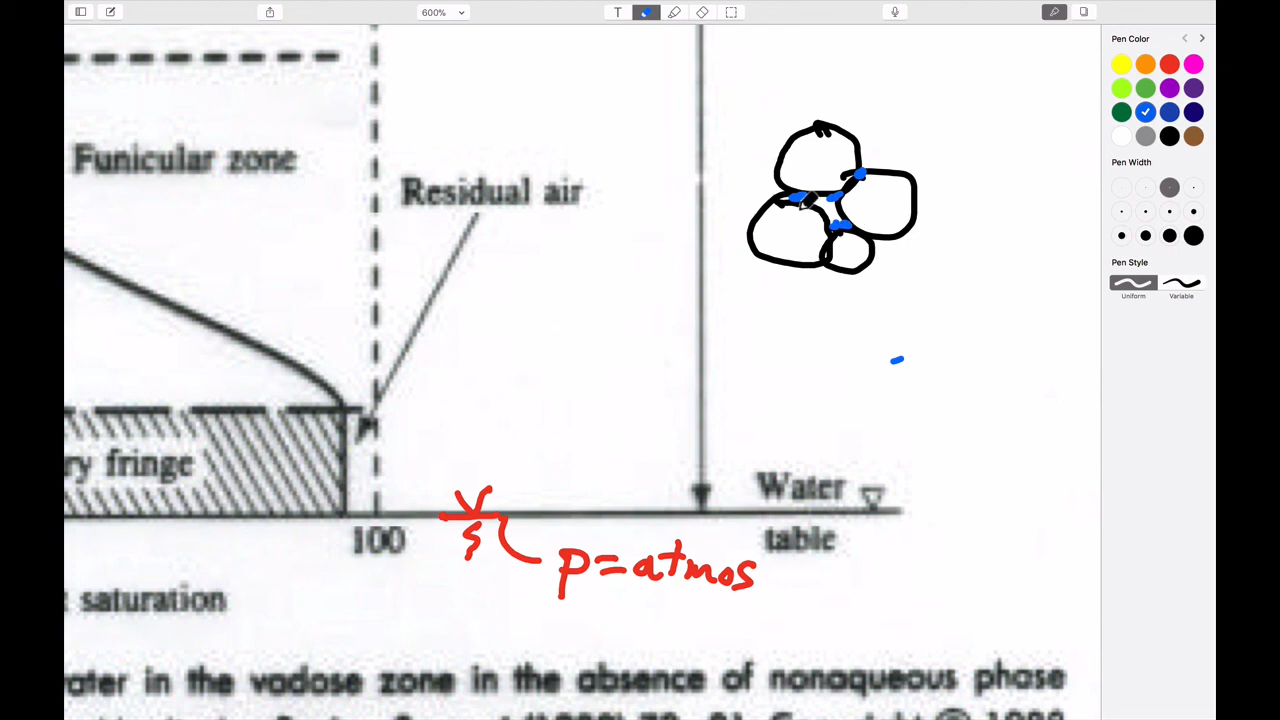 600%
T
Pen Color
Funicular zone
Residual air
Pen Width
Pen Style
Uniform
Variable
ry fringe
Water
table
100
p=atmos
saturation
ater in the vadose zone in the absence of nonaqueous phase